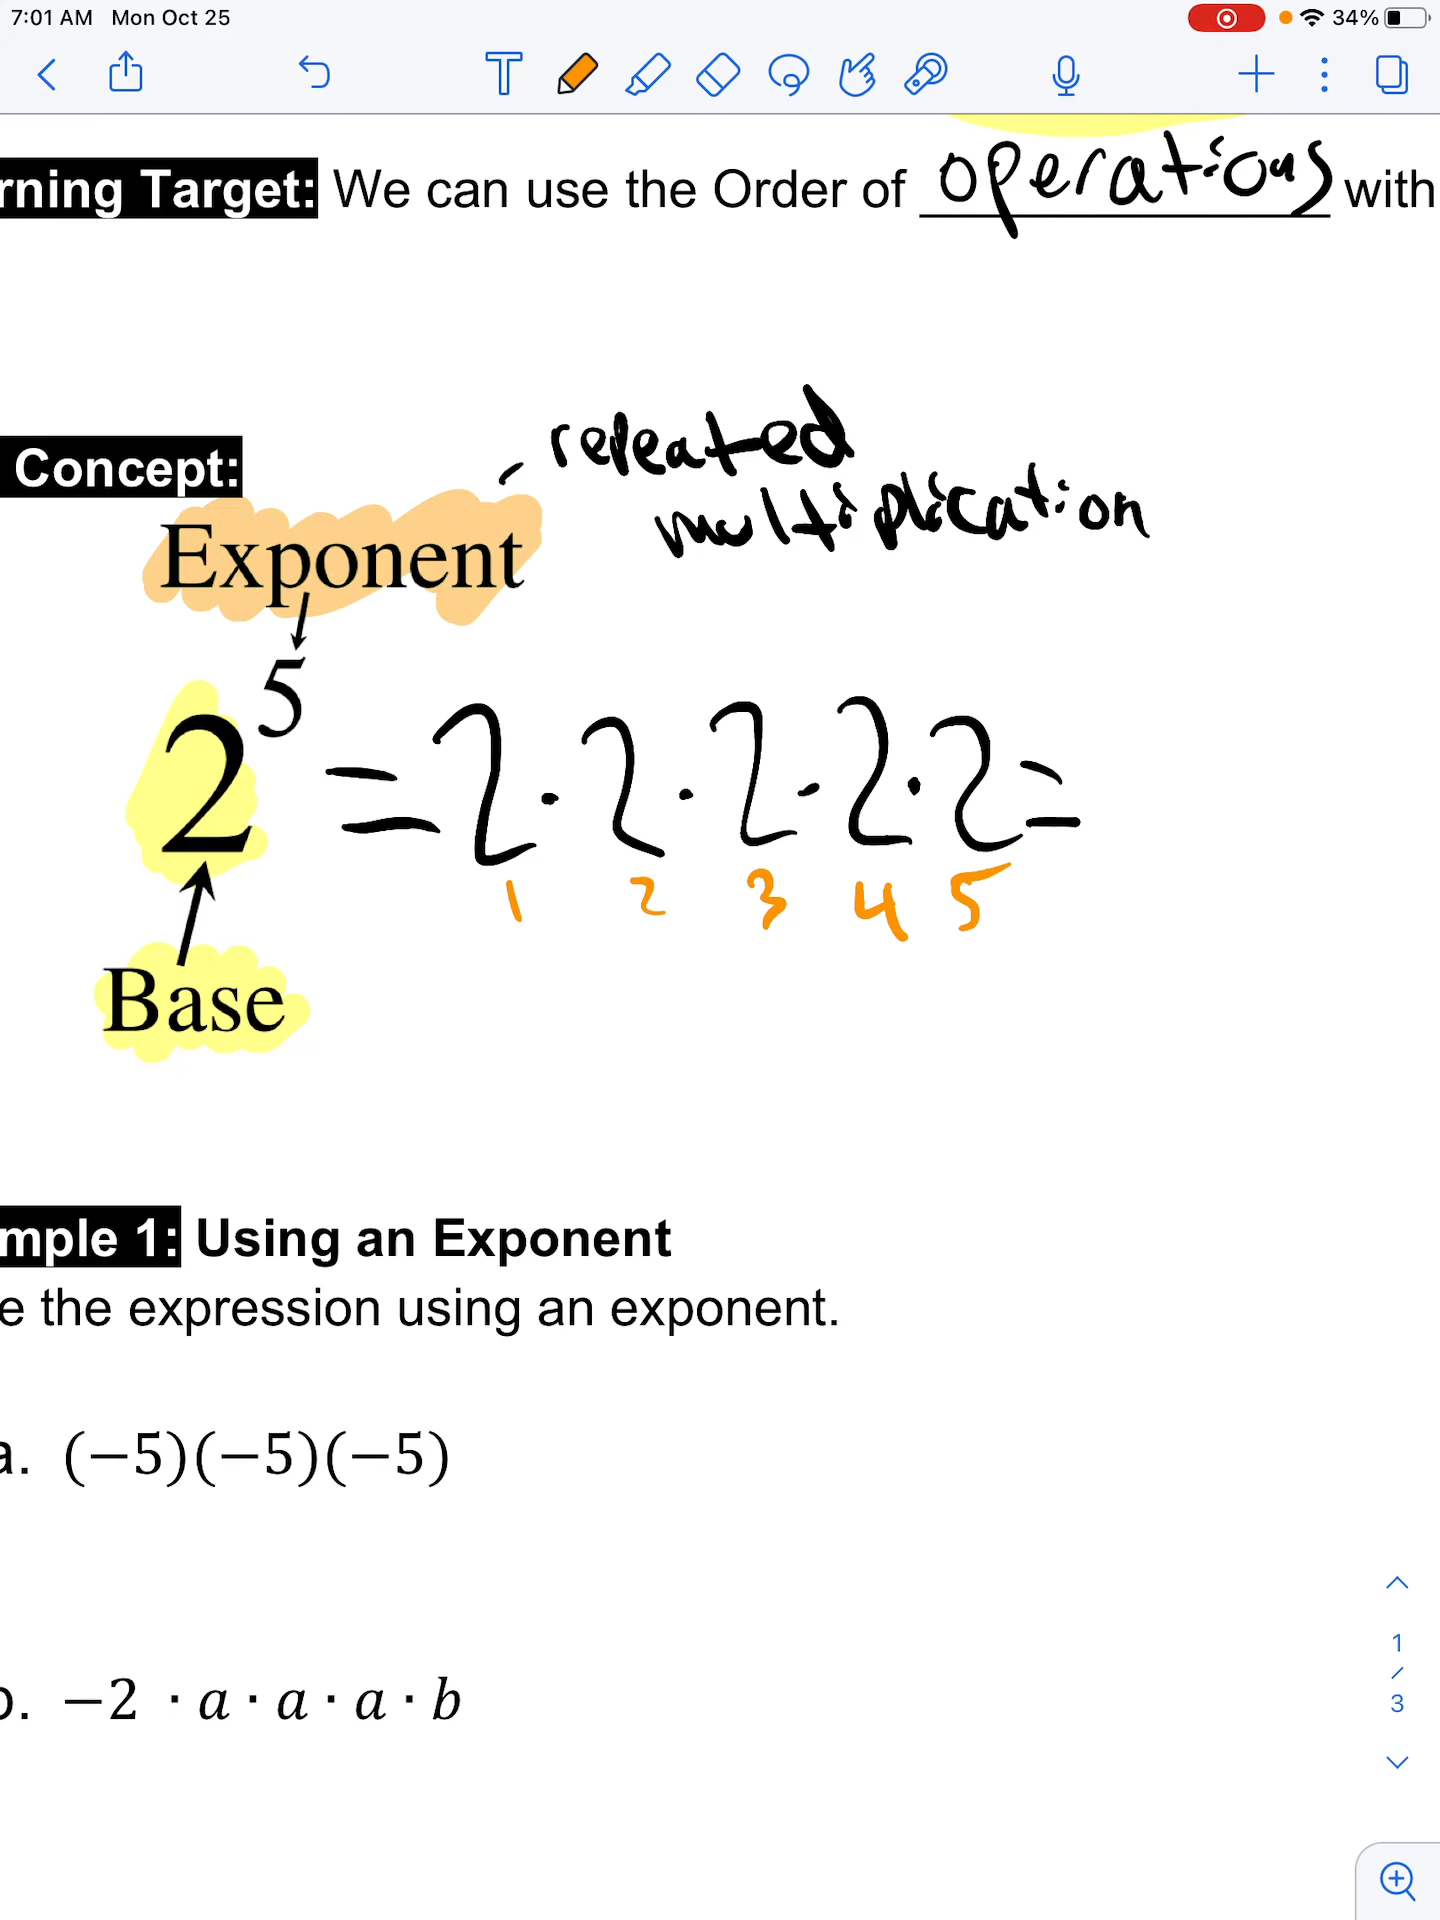 7:01 AM Mon Oct 25 34%
T
rning Target: We can use the Order of operations with
Concept: - repeated
multiplication
Exponent
2^5 = 2 · 2 · 2 · 2 · 2 =
1 2 3 4 5
Base
mple 1: Using an Exponent
e the expression using an exponent.
a. (−5)(−5)(−5)
1
/
3
b. −2 · a · a · a · b